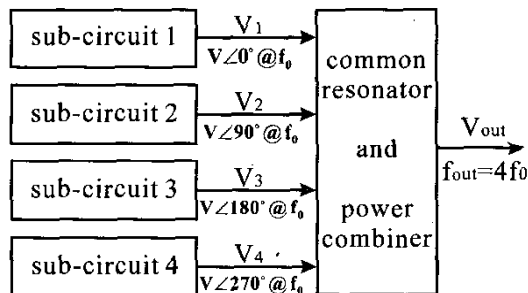 sub-circuit 1
V1
V∠0°@f0
sub-circuit 2
V2
V∠90°@f0
sub-circuit 3
V3
V∠180°@f0
sub-circuit 4
V4
V∠270°@f0
common
resonator
and
power
combiner
Vout
fout=4f0